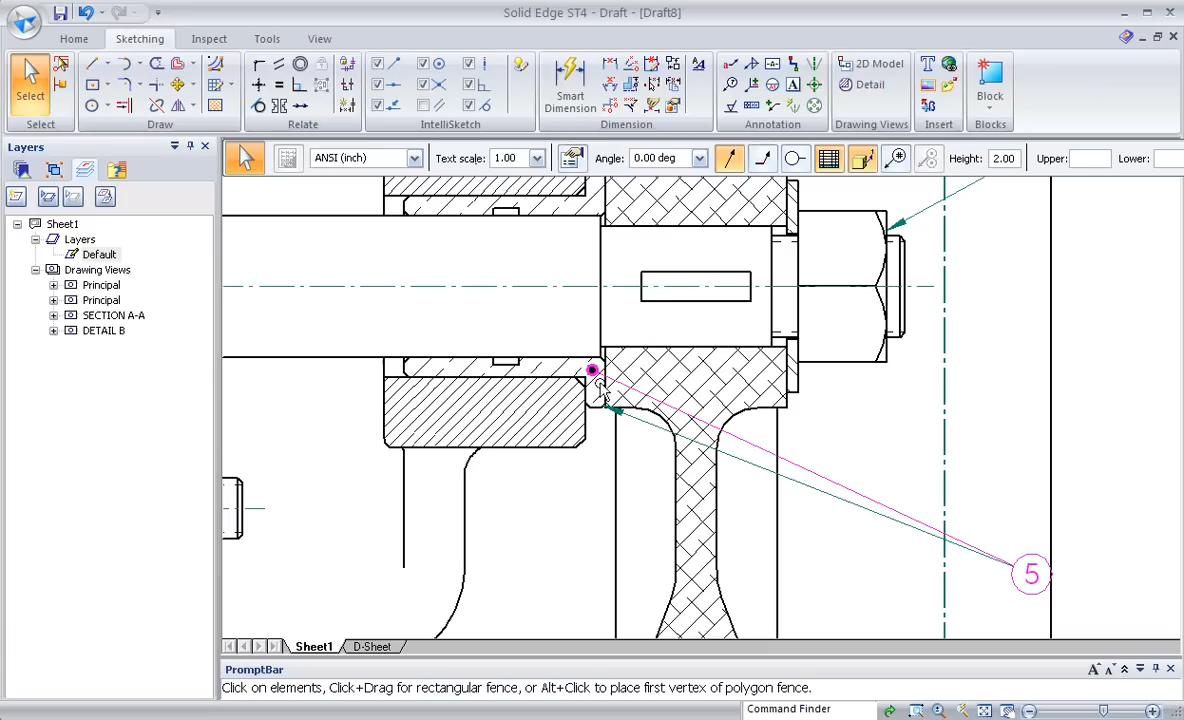 Solid Edge ST4 - Draft - [Draft8]
Home
Sketching
Inspect
Tools
View
Select
Smart
Dimension
2D Model
Detail
Block
Select
Draw
Relate
IntelliSketch
Dimension
Annotation
Drawing Views
Insert
Blocks
Layers
ANSI (inch)
Text scale:
1.00
Angle:
0.00 deg
Height:
2.00
Upper:
Lower:
Sheet1
Layers
Default
Drawing Views
Principal
Principal
SECTION A-A
DETAIL B
5
Sheet1
D-Sheet
PromptBar
Click on elements, Click+Drag for rectangular fence, or Alt+Click to place first vertex of polygon fence.
Command Finder